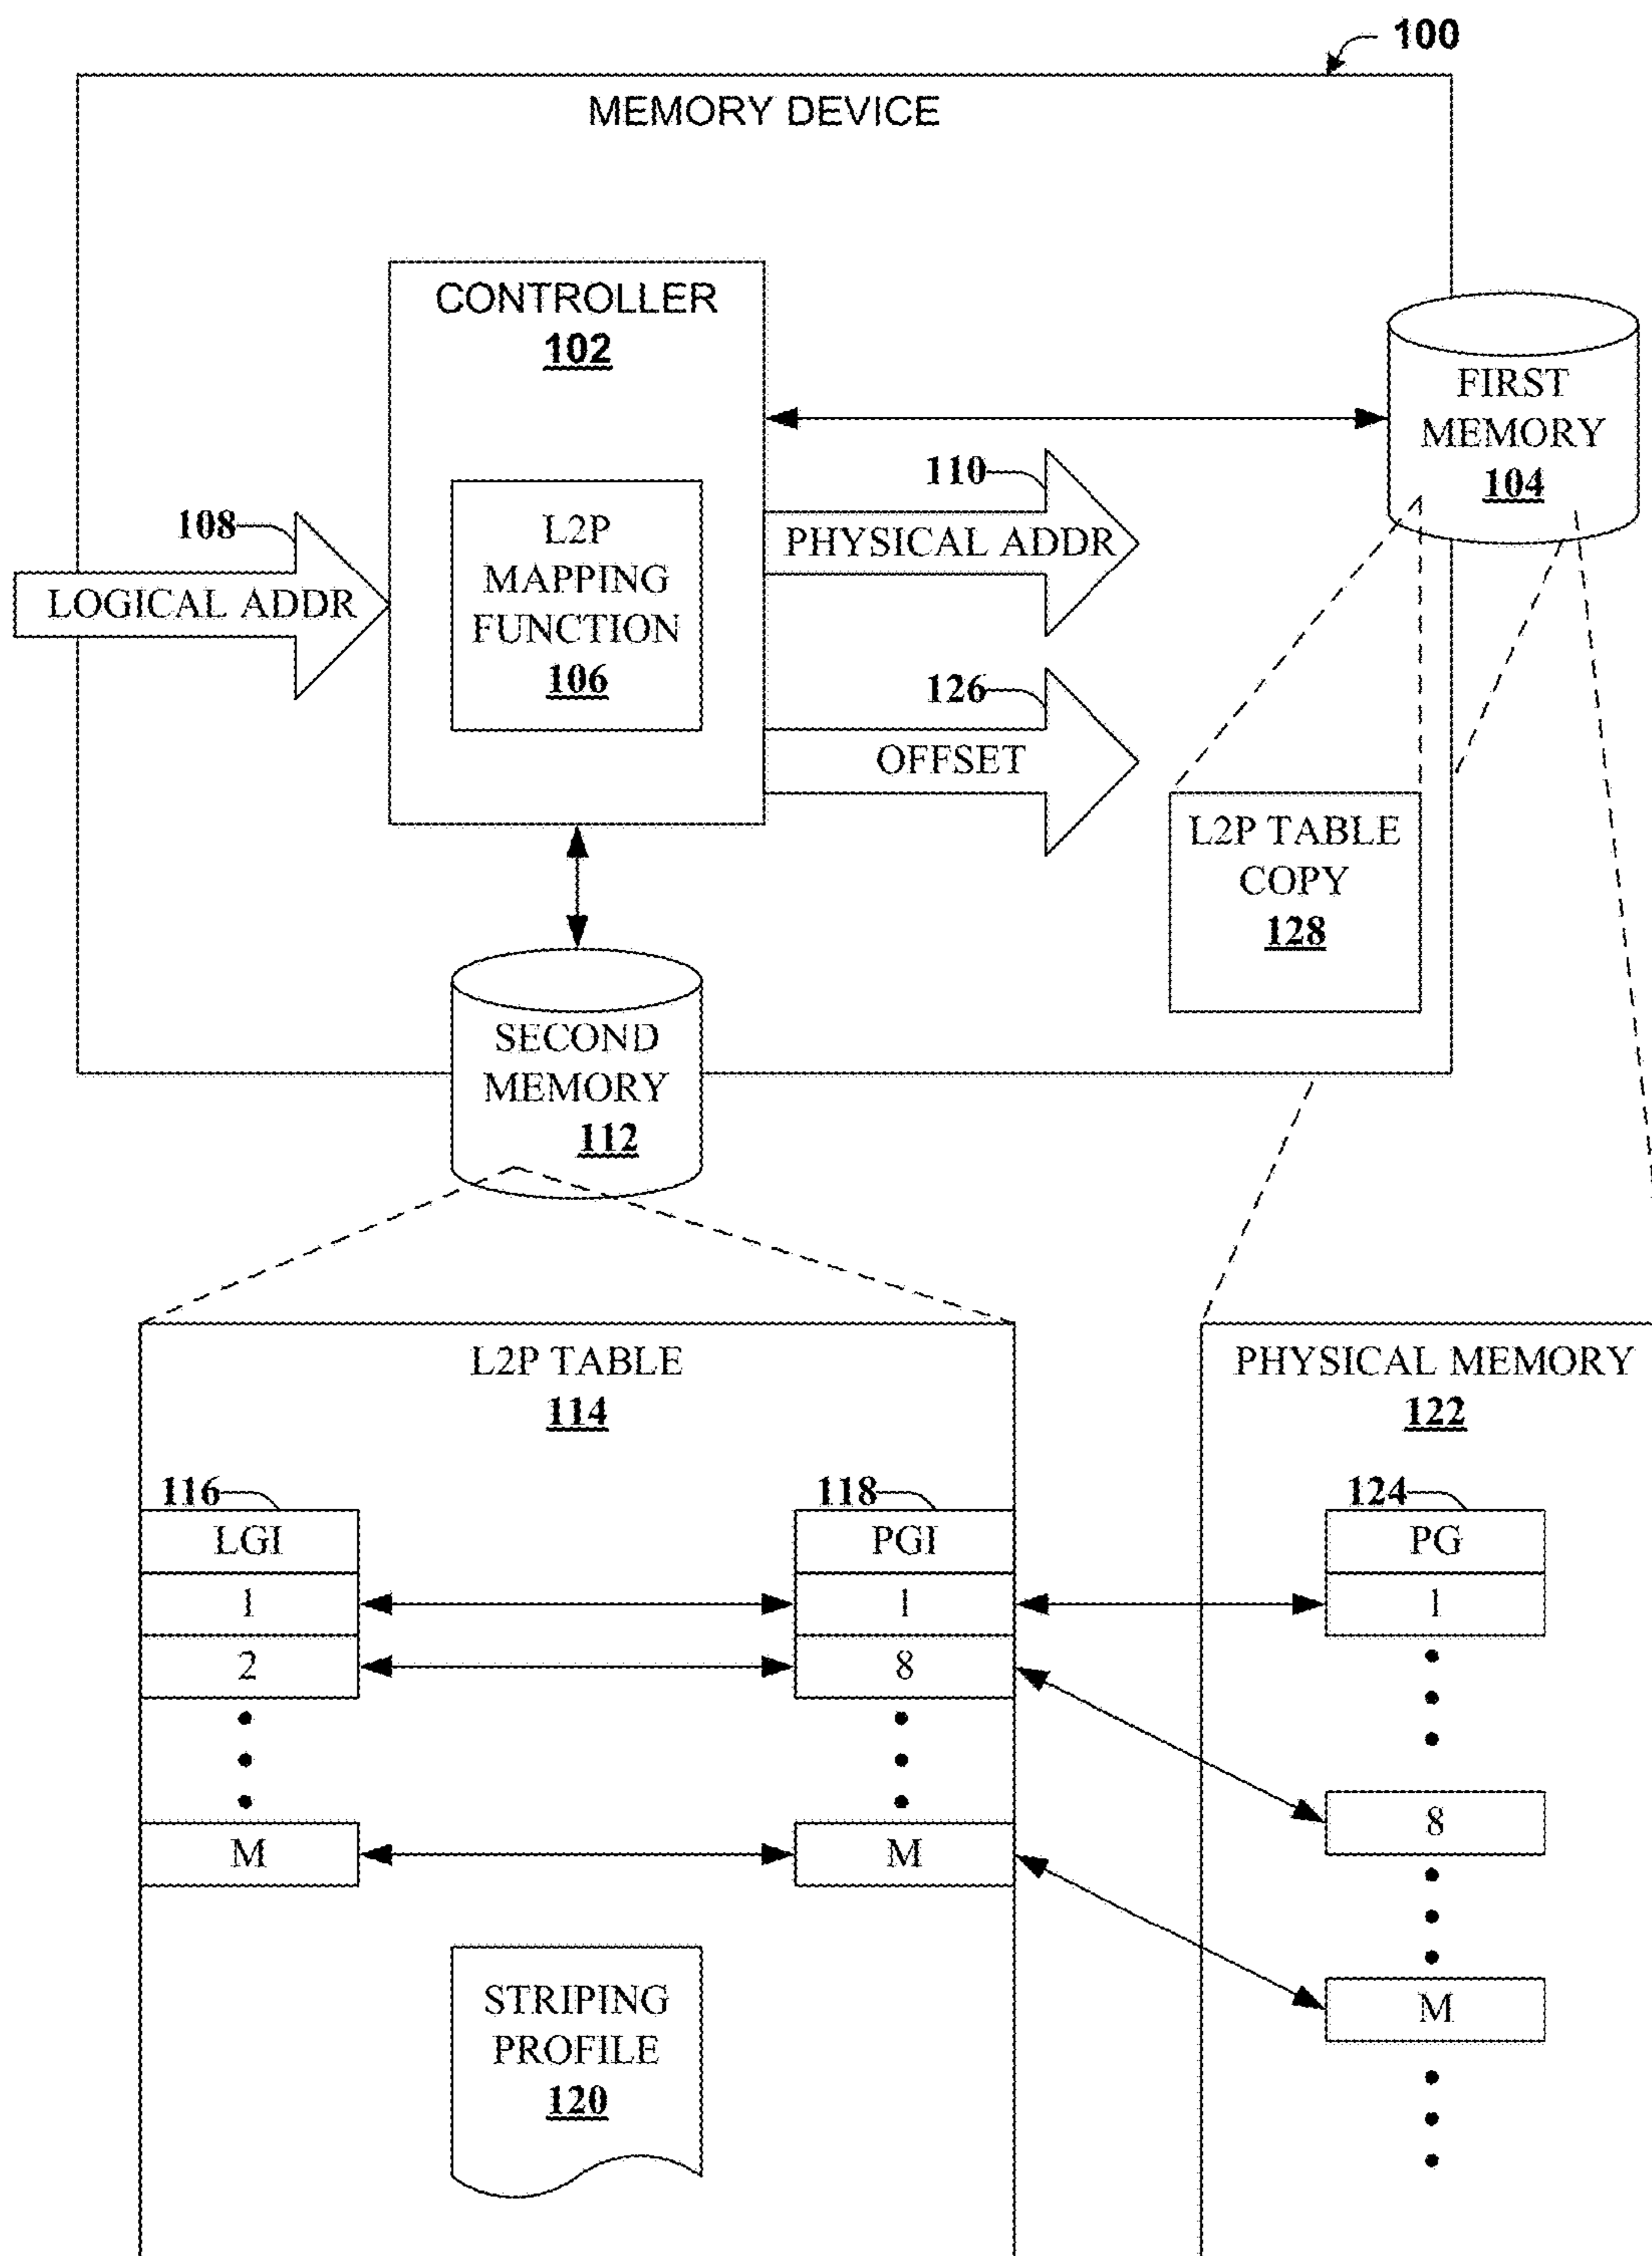 100
MEMORY DEVICE
CONTROLLER
102
FIRST
MEMORY
104
110
PHYSICAL ADDR
108
LOGICAL ADDR
L2P
MAPPING
FUNCTION
106
126
OFFSET
L2P TABLE
COPY
128
SECOND
MEMORY
112
L2P TABLE
114
PHYSICAL MEMORY
122
116
118
124
LGI
PGI
PG
1
1
1
2
8
8
M
M
M
STRIPING
PROFILE
120